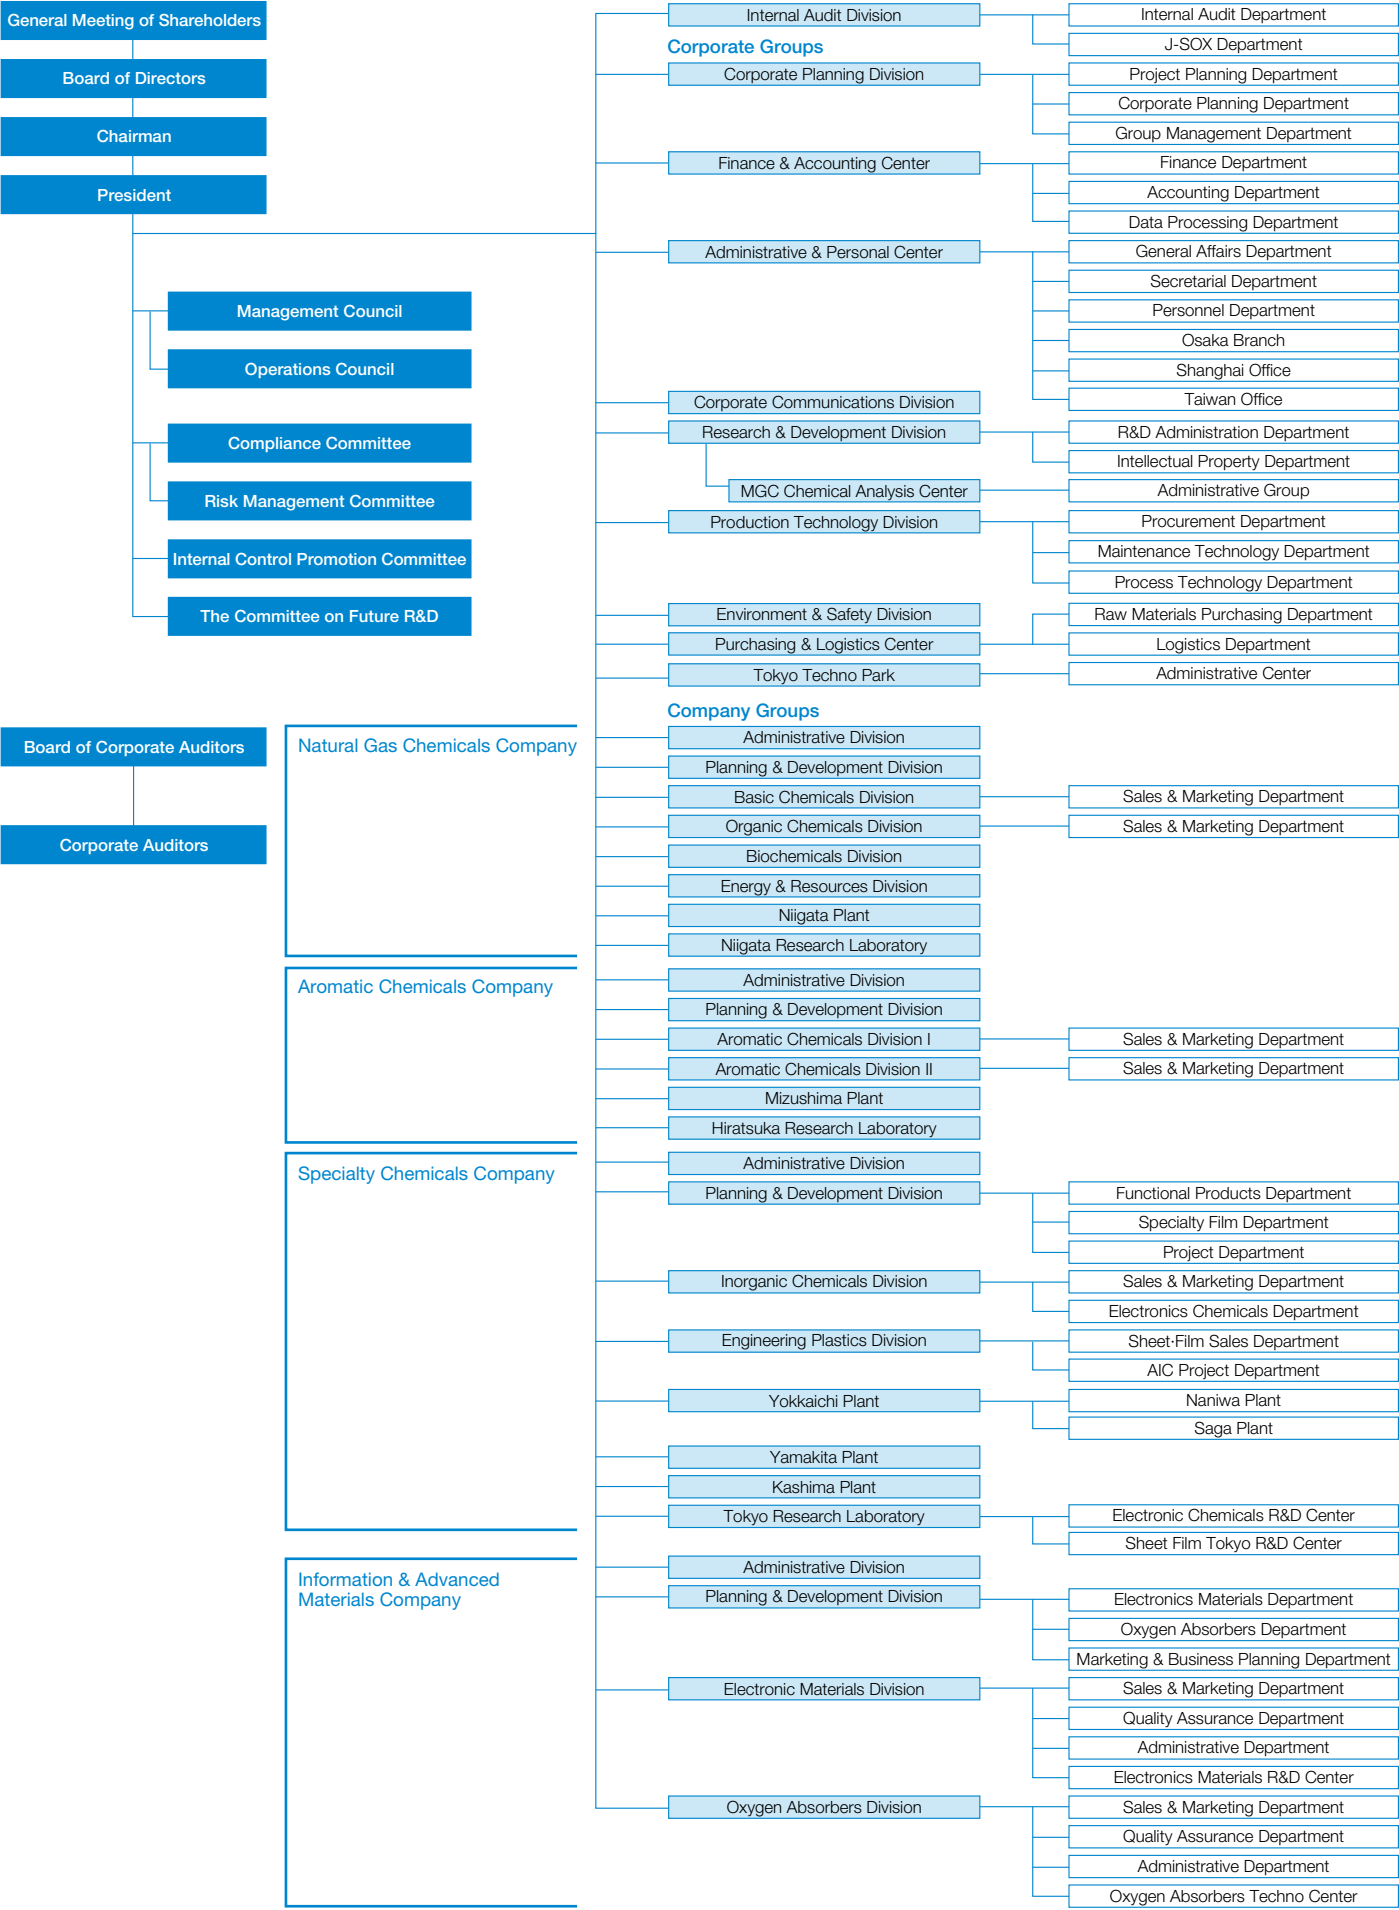 General Meeting of Shareholders
Board of Directors
Chairman
President
Management Council
Operations Council
Compliance Committee
Risk Management Committee
Internal Control Promotion Committee
The Committee on Future R&D
Board of Corporate Auditors
Corporate Auditors
Internal Audit Division
Internal Audit Department
J-SOX Department
Corporate Groups
Corporate Planning Division
Project Planning Department
Corporate Planning Department
Group Management Department
Finance & Accounting Center
Finance Department
Accounting Department
Data Processing Department
Administrative & Personal Center
General Affairs Department
Secretarial Department
Personnel Department
Osaka Branch
Shanghai Office
Taiwan Office
Corporate Communications Division
Research & Development Division
R&D Administration Department
Intellectual Property Department
MGC Chemical Analysis Center
Administrative Group
Production Technology Division
Procurement Department
Maintenance Technology Department
Process Technology Department
Environment & Safety Division
Purchasing & Logistics Center
Raw Materials Purchasing Department
Logistics Department
Tokyo Techno Park
Administrative Center
Company Groups
Natural Gas Chemicals Company
Administrative Division
Planning & Development Division
Basic Chemicals Division
Sales & Marketing Department
Organic Chemicals Division
Sales & Marketing Department
Biochemicals Division
Energy & Resources Division
Niigata Plant
Niigata Research Laboratory
Aromatic Chemicals Company
Administrative Division
Planning & Development Division
Aromatic Chemicals Division I
Sales & Marketing Department
Aromatic Chemicals Division II
Sales & Marketing Department
Mizushima Plant
Hiratsuka Research Laboratory
Specialty Chemicals Company
Administrative Division
Planning & Development Division
Functional Products Department
Specialty Film Department
Project Department
Inorganic Chemicals Division
Sales & Marketing Department
Electronics Chemicals Department
Engineering Plastics Division
Sheet·Film Sales Department
AIC Project Department
Yokkaichi Plant
Naniwa Plant
Saga Plant
Yamakita Plant
Kashima Plant
Tokyo Research Laboratory
Electronic Chemicals R&D Center
Sheet Film Tokyo R&D Center
Information & Advanced
Materials Company
Administrative Division
Planning & Development Division
Electronics Materials Department
Oxygen Absorbers Department
Marketing & Business Planning Department
Electronic Materials Division
Sales & Marketing Department
Quality Assurance Department
Administrative Department
Electronics Materials R&D Center
Oxygen Absorbers Division
Sales & Marketing Department
Quality Assurance Department
Administrative Department
Oxygen Absorbers Techno Center